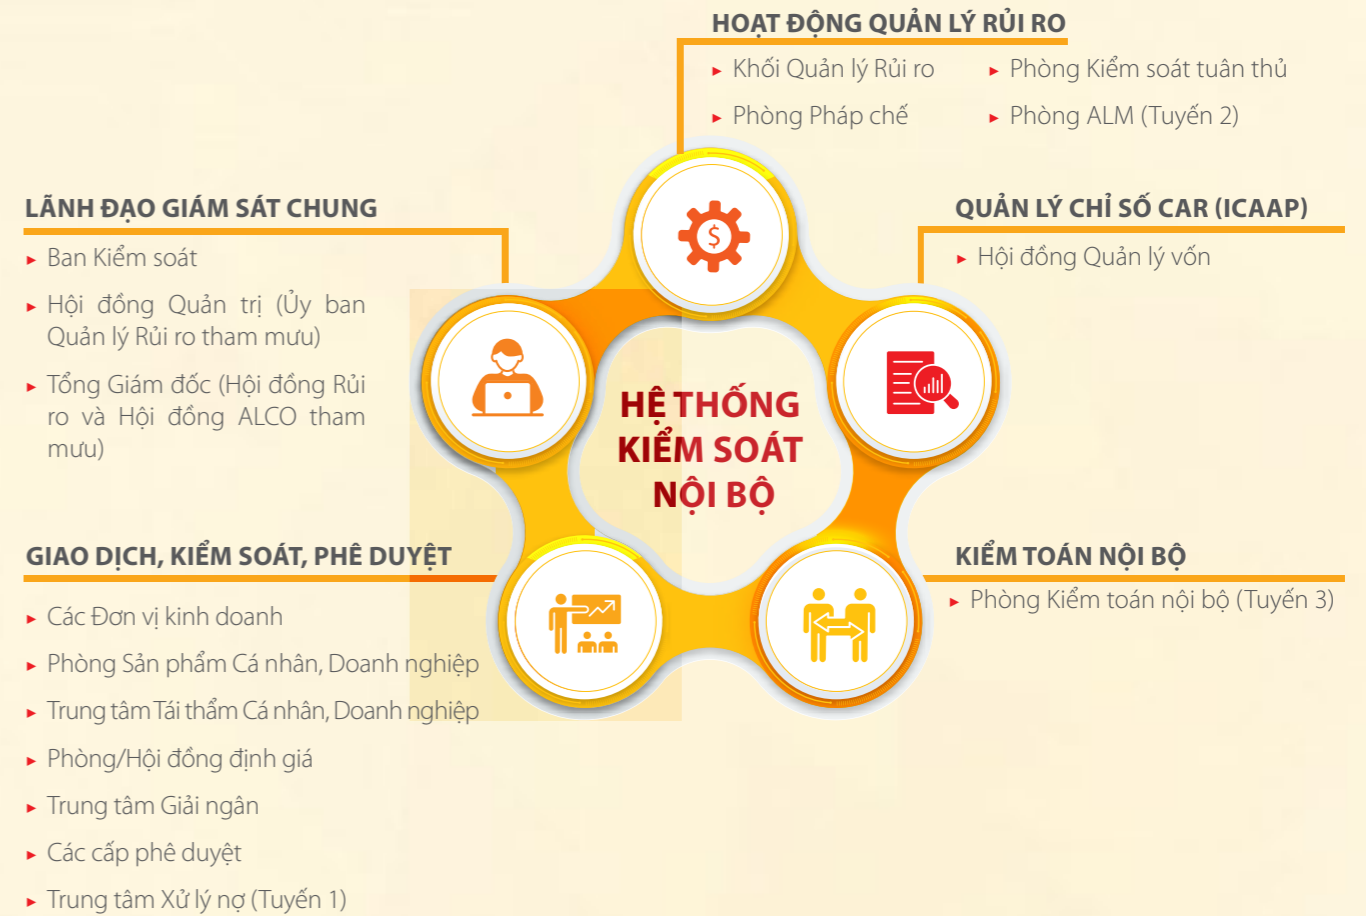 HOẠT ĐỘNG QUẢN LÝ RỦI RO
► Khối Quản lý Rủi ro
► Phòng Pháp chế
► Phòng Kiểm soát tuân thủ
► Phòng ALM (Tuyến 2)
LÃNH ĐẠO GIÁM SÁT CHUNG
► Ban Kiểm soát
► Hội đồng Quản trị (Ủy ban
Quản lý Rủi ro tham mưu)
► Tổng Giám đốc (Hội đồng Rủi
ro và Hội đồng ALCO tham
mưu)
QUẢN LÝ CHỈ SỐ CAR (ICAAP)
► Hội đồng Quản lý vốn
$
HỆ THỐNG
KIỂM SOÁT
NỘI BỘ
GIAO DỊCH, KIỂM SOÁT, PHÊ DUYỆT
► Các Đơn vị kinh doanh
► Phòng Sản phẩm Cá nhân, Doanh nghiệp
► Trung tâm Tái thẩm Cá nhân, Doanh nghiệp
► Phòng/Hội đồng định giá
► Trung tâm Giải ngân
► Các cấp phê duyệt
► Trung tâm Xử lý nợ (Tuyến 1)
KIỂM TOÁN NỘI BỘ
► Phòng Kiểm toán nội bộ (Tuyến 3)